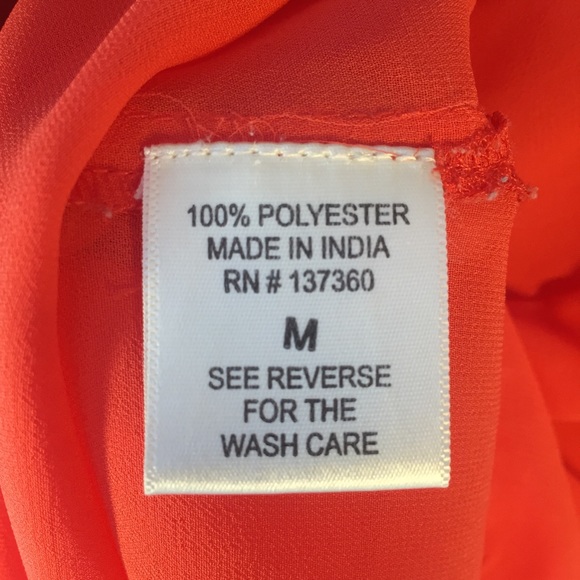 100% POLYESTER
MADE IN INDIA
RN # 137360
M
SEE REVERSE
FOR THE
WASH CARE